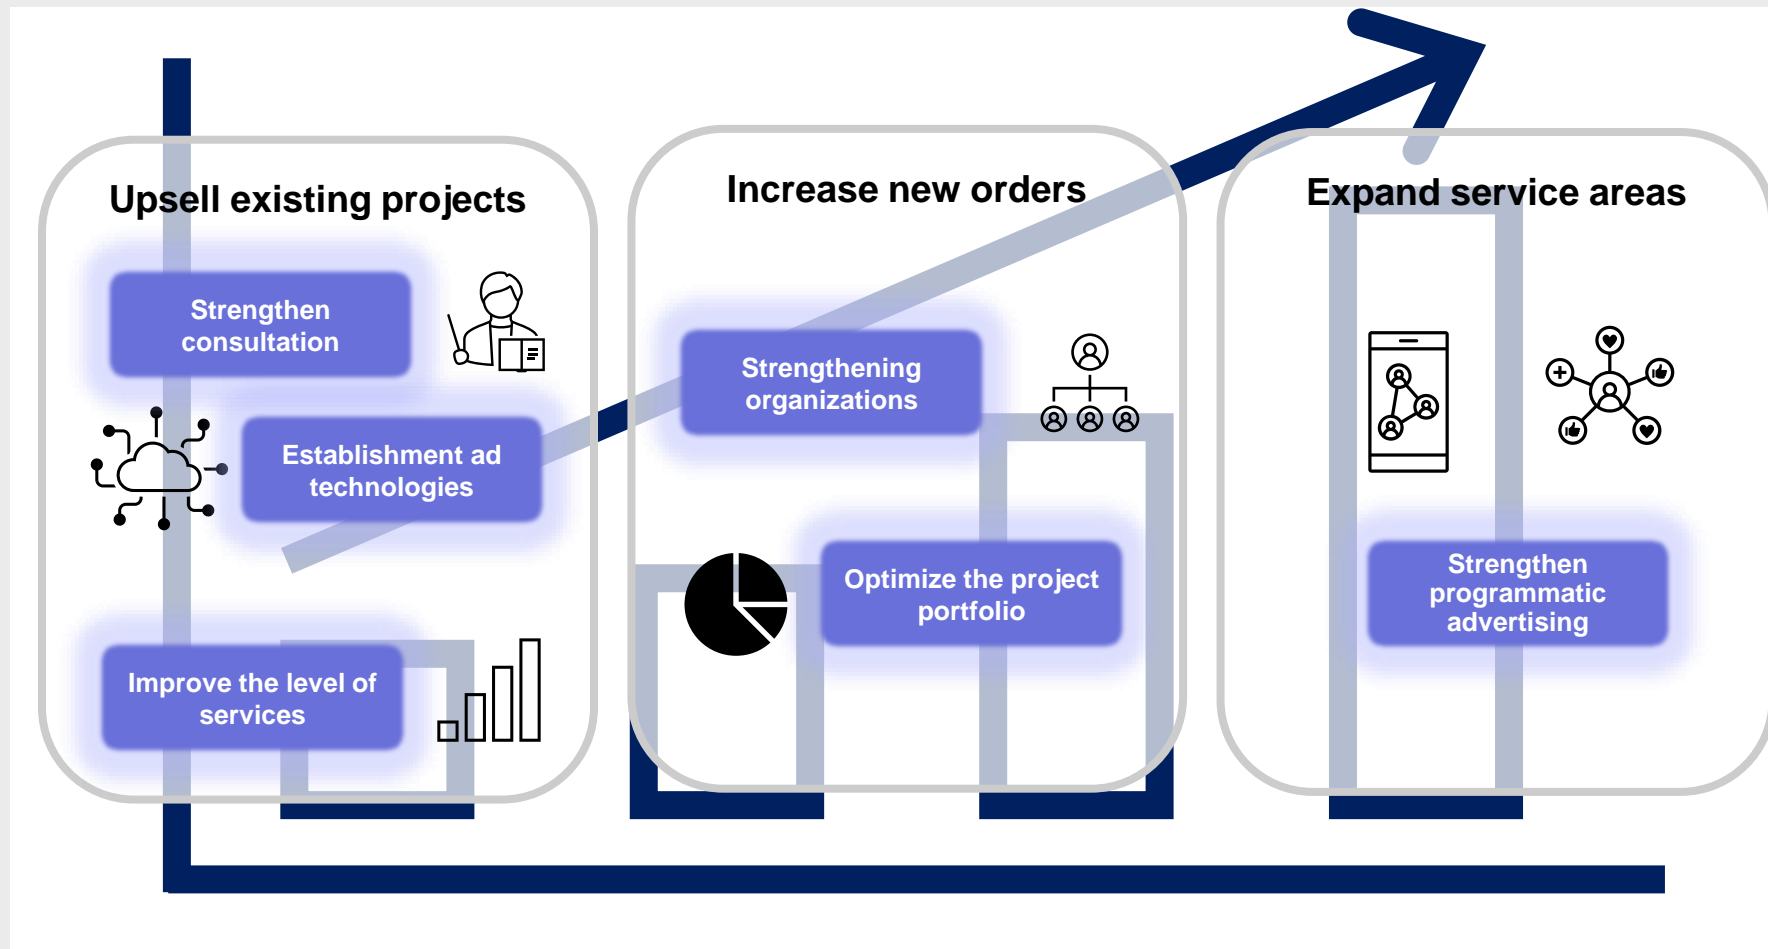 Upsell existing projects
Strengthen
consultation
Establishment ad
technologies
Improve the level of
services
Increase new orders
Strengthening
organizations
Optimize the project
portfolio
Expand service areas
Strengthen
programmatic
advertising